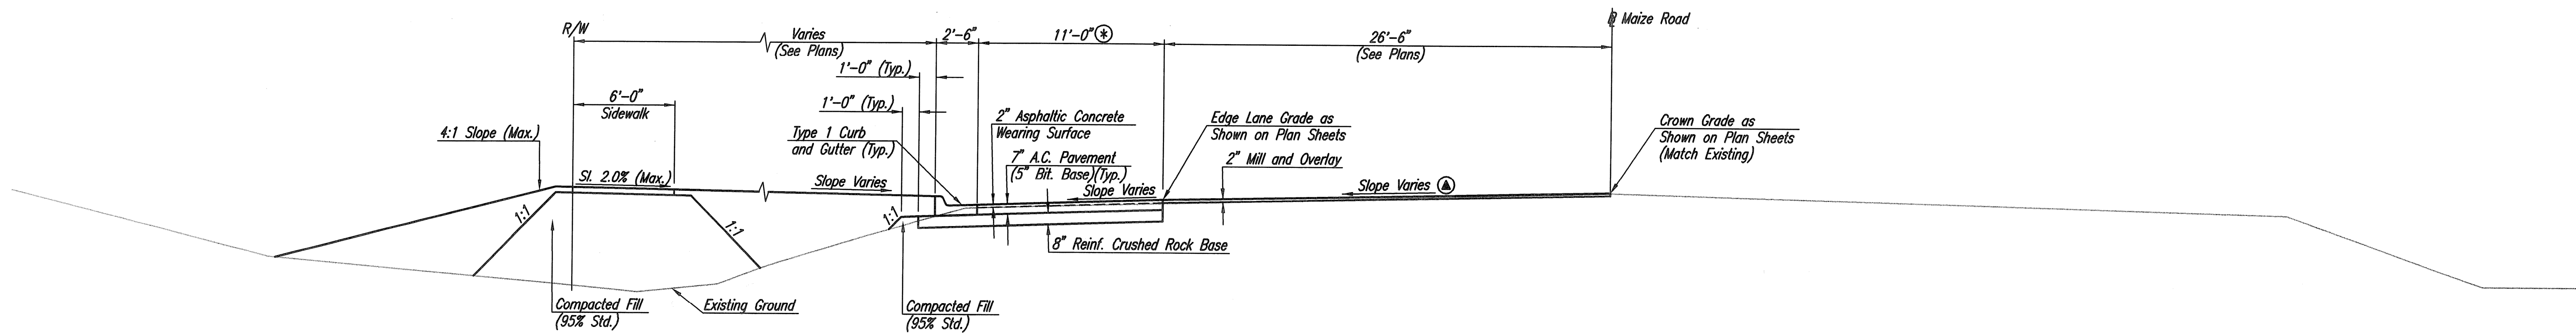 R/W
Varies
(See Plans)
2'-6"
11'-0" *
26'-6"
(See Plans)
℄ Maize Road
1'-0" (Typ.)
1'-0" (Typ.)
6'-0"
Sidewalk
4:1 Slope (Max.)
Type 1 Curb
and Gutter (Typ.)
2" Asphaltic Concrete
Wearing Surface
7" A.C. Pavement
(5" Bit. Base)(Typ.)
Edge Lane Grade as
Shown on Plan Sheets
2" Mill and Overlay
Crown Grade as
Shown on Plan Sheets
(Match Existing)
Sl. 2.0% (Max.)
Slope Varies
Slope Varies
Slope Varies
1:1
1:1
1:1
8" Reinf. Crushed Rock Base
Compacted Fill
(95% Std.)
Existing Ground
Compacted Fill
(95% Std.)